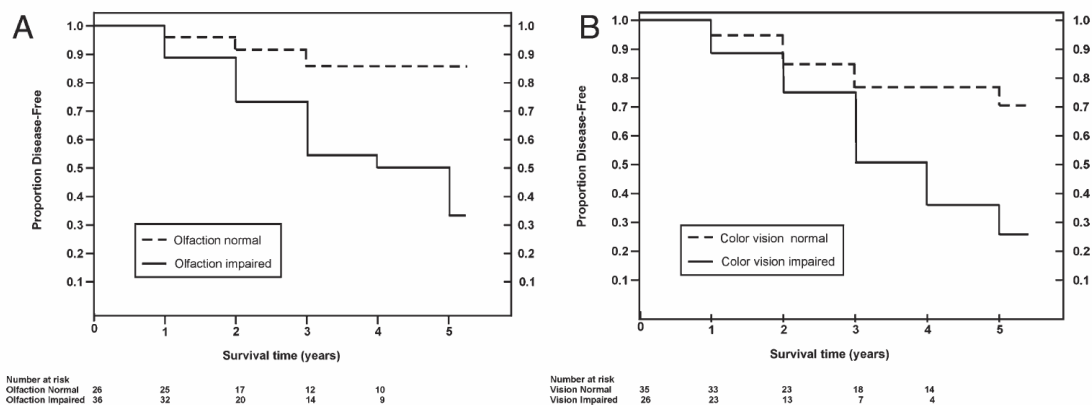 A
Proportion Disease-Free
1.0
0.9
0.8
0.7
0.6
0.5
0.4
0.3
0.2
0.1
1.0
0.9
0.8
0.7
0.6
0.5
0.4
0.3
0.2
0.1
Olfaction normal
Olfaction impaired
0 1 2 3 4 5
Survival time (years)
Number at risk
Olfaction Normal 26 25 17 12 10
Olfaction Impaired 36 32 20 14 9
B
Proportion Disease-Free
1.0
0.9
0.8
0.7
0.6
0.5
0.4
0.3
0.2
0.1
1.0
0.9
0.8
0.7
0.6
0.5
0.4
0.3
0.2
0.1
Color vision normal
Color vision impaired
0 1 2 3 4 5
Survival time (years)
Number at risk
Vision Normal 35 33 23 18 14
Vision Impaired 26 23 13 7 4